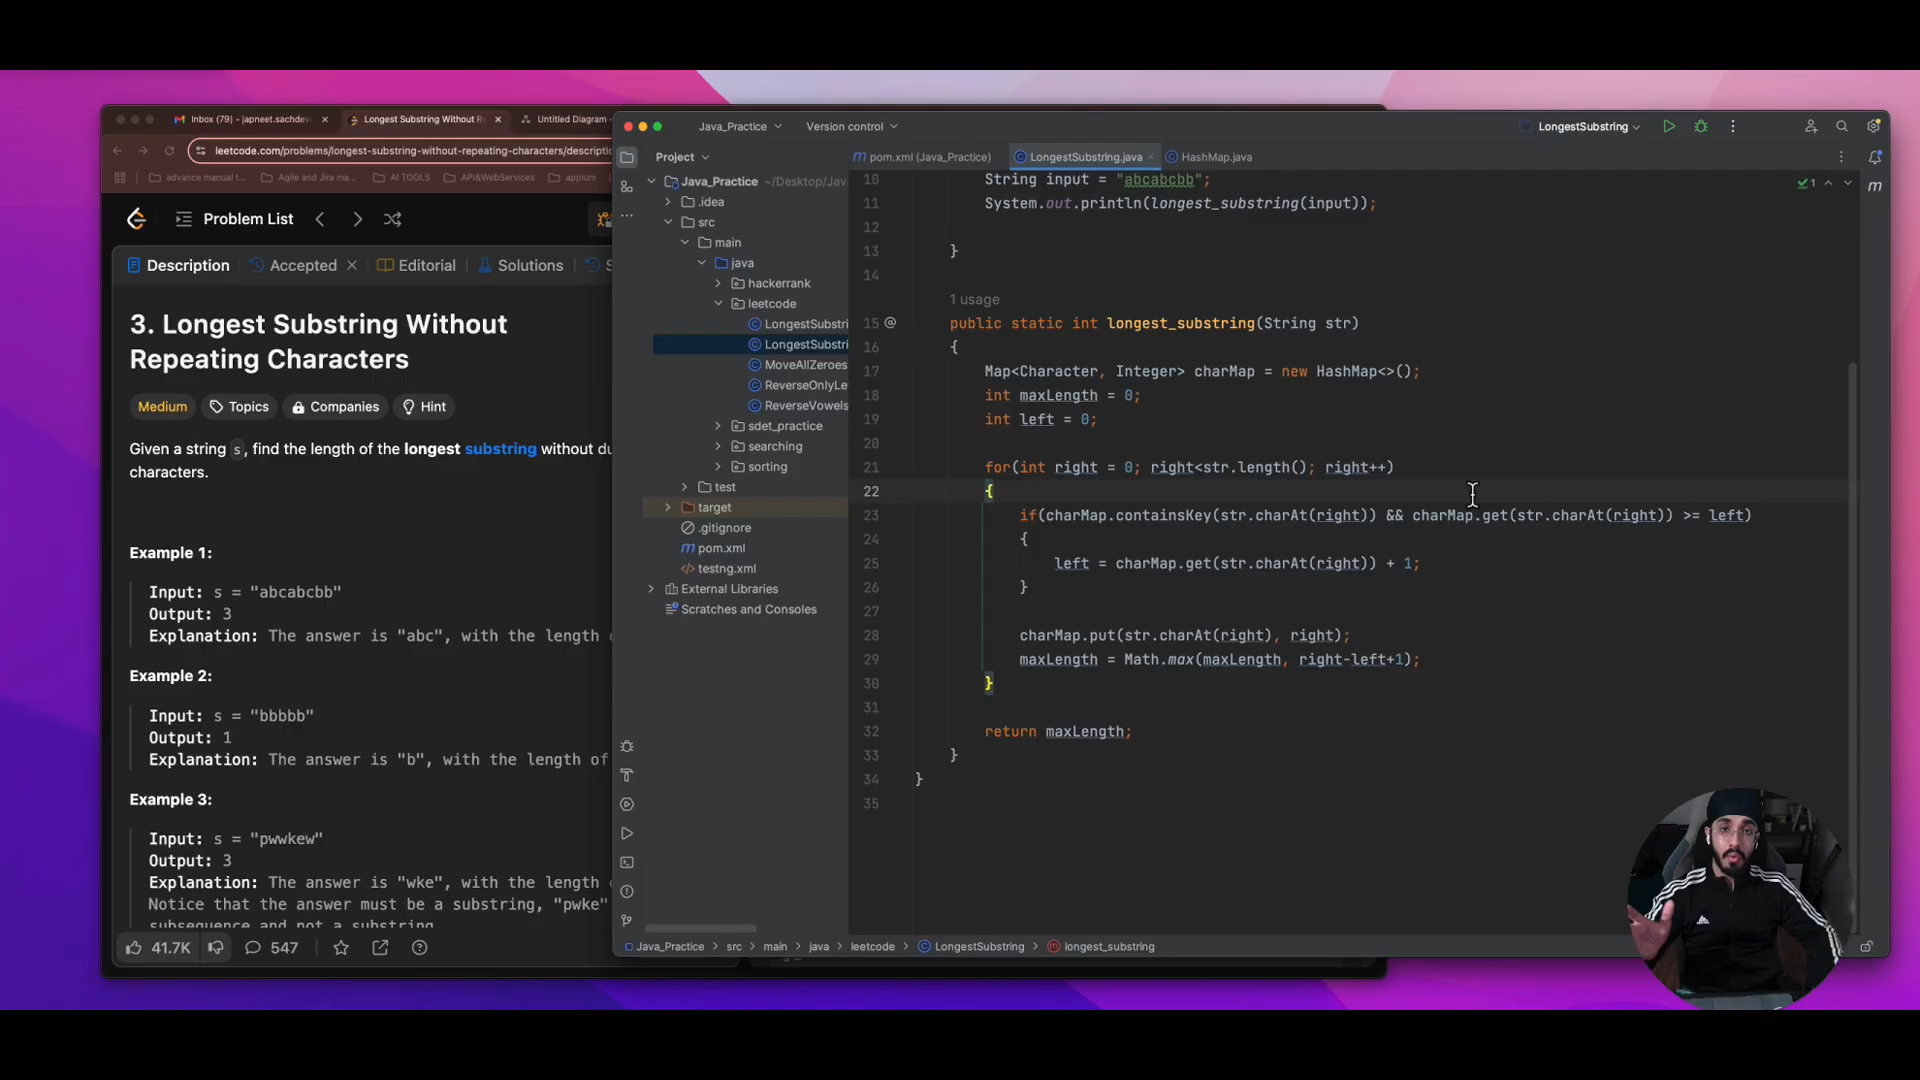 Inbox (79) - japneet.sachdev
Longest Substring Without R
Untitled Diagram
leetcode.com/problems/longest-substring-without-repeating-characters/descriptio
advance manual t...
Agile and Jira ma...
AI TOOLS
API&WebServices
appium
Problem List
Description
Accepted
Editorial
Solutions
3. Longest Substring Without
Repeating Characters
Medium
Topics
Companies
Hint
Given a string s, find the length of the longest substring without du
characters.
Example 1:
Input: s = "abcabcbb"
Output: 3
Explanation: The answer is "abc", with the length
Example 2:
Input: s = "bbbbb"
Output: 1
Explanation: The answer is "b", with the length of
Example 3:
Input: s = "pwwkew"
Output: 3
Explanation: The answer is "wke", with the length
Notice that the answer must be a substring, "pwke"
subsequence and not a substring
41.7K
547
Java_Practice
Version control
LongestSubstring
Project
Java_Practice ~/Desktop/Jav
.idea
src
main
java
hackerrank
leetcode
LongestSubstri
LongestSubstri
MoveAllZeroes
ReverseOnlyLe
ReverseVowels
sdet_practice
searching
sorting
test
target
.gitignore
pom.xml
testng.xml
External Libraries
Scratches and Consoles
pom.xml (Java_Practice)
LongestSubstring.java
HashMap.java
1
10 String input = "abcabcbb";
11 System.out.println(longest_substring(input));
12
13 }
14
1 usage
15 @ public static int longest_substring(String str)
16 {
17 Map<Character, Integer> charMap = new HashMap<>();
18 int maxLength = 0;
19 int left = 0;
20
21 for(int right = 0; right<str.length(); right++)
22 {
23 if(charMap.containsKey(str.charAt(right)) && charMap.get(str.charAt(right)) >= left)
24 {
25 left = charMap.get(str.charAt(right)) + 1;
26 }
27
28 charMap.put(str.charAt(right), right);
29 maxLength = Math.max(maxLength, right-left+1);
30 }
31
32 return maxLength;
33 }
34 }
35
Java_Practice > src > main > java > leetcode > LongestSubstring > longest_substring